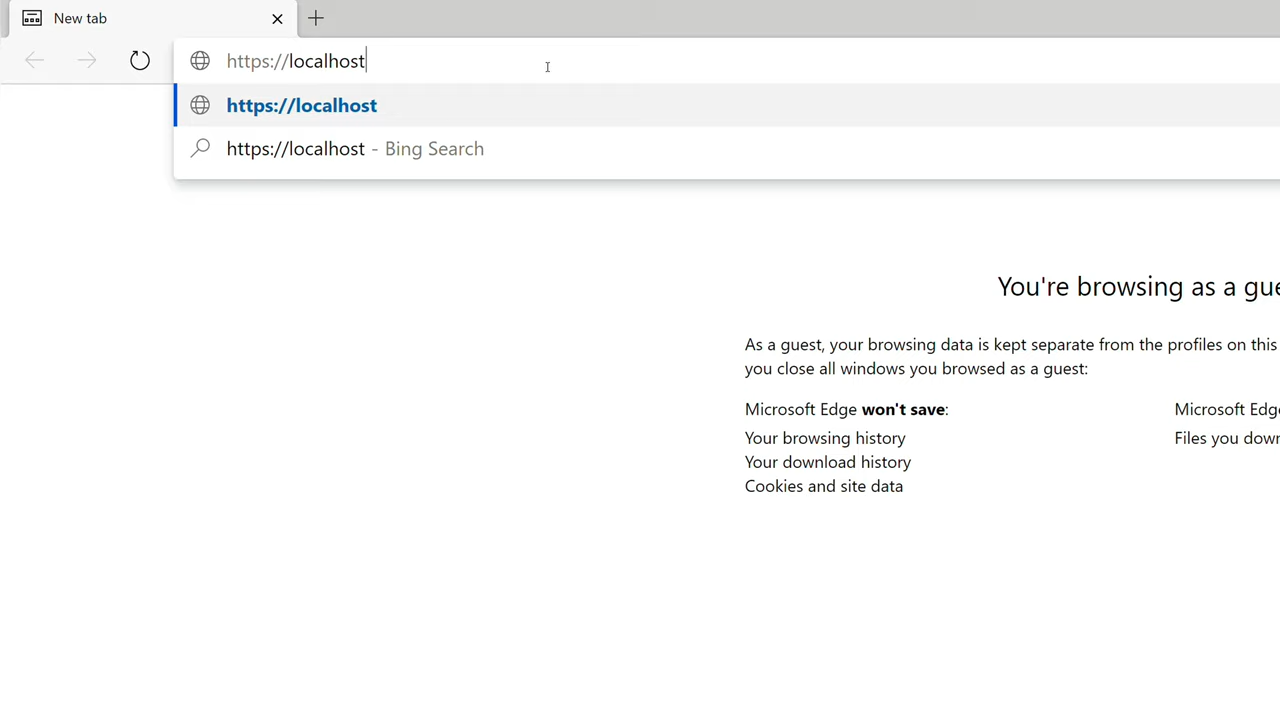 New tab
https://localhost
https://localhost
https://localhost - Bing Search
You're browsing as a gue
As a guest, your browsing data is kept separate from the profiles on this
you close all windows you browsed as a guest:
Microsoft Edge won't save:
Your browsing history
Your download history
Cookies and site data
Microsoft Edge
Files you down